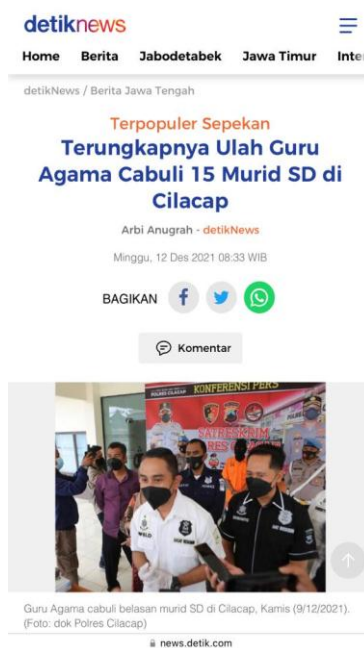 detiknews
Home Berita Jabodetabek Jawa Timur Inte
detikNews / Berita Jawa Tengah
Terpopuler Sepekan
Terungkapnya Ulah Guru
Agama Cabuli 15 Murid SD di
Cilacap
Arbi Anugrah - detikNews
Minggu, 12 Des 2021 08:33 WIB
BAGIKAN
Komentar
KONFERENSI PERS
SATRESKRIM
Guru Agama cabuli belasan murid SD di Cilacap, Kamis (9/12/2021).
(Foto: dok Polres Cilacap)
news.detik.com